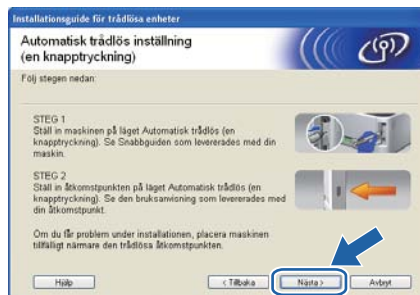 Installationsguide för trådlösa enheter
Automatisk trådlös inställning
(en knapptryckning)
Följ stegen nedan:
STEG 1
Ställ in maskinen på läget Automatisk trådlös (en
knapptryckning). Se Snabbguiden som levererades med din
maskin.
STEG 2
Ställ in åtkomstpunkten på läget Automatisk trådlös (en
knapptryckning). Se den bruksanvisning som levererades med
din åtkomstpunkt.
Om du får problem under installationen, placera maskinen
tillfälligt närmare den trådlösa åtkomstpunkten.
Hjälp
< Tillbaka
Nästa >
Avbryt